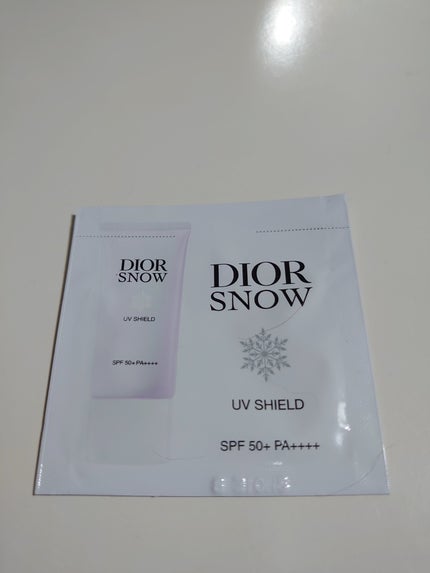 DIOR
SNOW
UV SHIELD
SPF 50+ PA++++
DIOR
SNOW
UV SHIELD
SPF 50+ PA++++